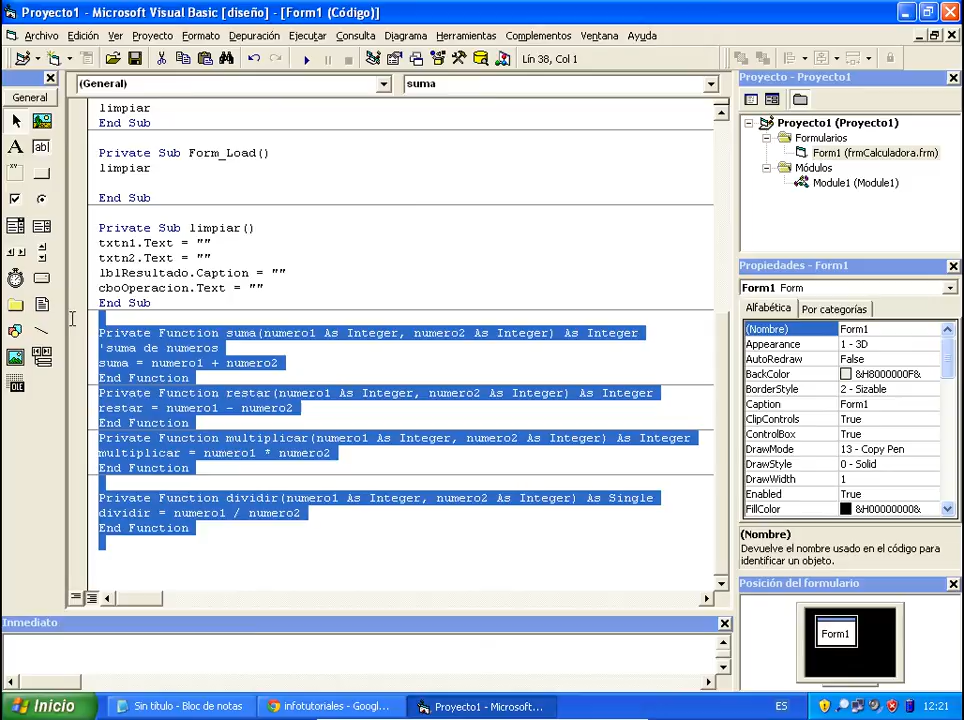 Proyecto1 - Microsoft Visual Basic [diseño] - [Form1 (Código)]
Archivo Edición Ver Proyecto Formato Depuración Ejecutar Consulta Diagrama Herramientas Complementos Ventana Ayuda
Lín 38, Col 1
General
(General)
suma
limpiar
End Sub
Private Sub Form_Load()
limpiar
End Sub
Private Sub limpiar()
txtn1.Text = ""
txtn2.Text = ""
lblResultado.Caption = ""
cboOperacion.Text = ""
End Sub
Private Function suma(numero1 As Integer, numero2 As Integer) As Integer
'suma de numeros
suma = numero1 + numero2
End Function
Private Function restar(numero1 As Integer, numero2 As Integer) As Integer
restar = numero1 - numero2
End Function
Private Function multiplicar(numero1 As Integer, numero2 As Integer) As Integer
multiplicar = numero1 * numero2
End Function
Private Function dividir(numero1 As Integer, numero2 As Integer) As Single
dividir = numero1 / numero2
End Function
Proyecto - Proyecto1
Proyecto1 (Proyecto1)
Formularios
Form1 (frmCalculadora.frm)
Módulos
Module1 (Module1)
Propiedades - Form1
Form1 Form
Alfabética Por categorías
(Nombre) Form1
Appearance 1 - 3D
AutoRedraw False
BackColor &H8000000F&
BorderStyle 2 - Sizable
Caption Form1
ClipControls True
ControlBox True
DrawMode 13 - Copy Pen
DrawStyle 0 - Solid
DrawWidth 1
Enabled True
FillColor &H00000000&
(Nombre)
Devuelve el nombre usado en el código para
identificar un objeto.
Posición del formulario
Form1
Inmediato
Inicio
Sin título - Bloc de notas
infotutoriales - Googl...
Proyecto1 - Microsoft...
ES
12:21